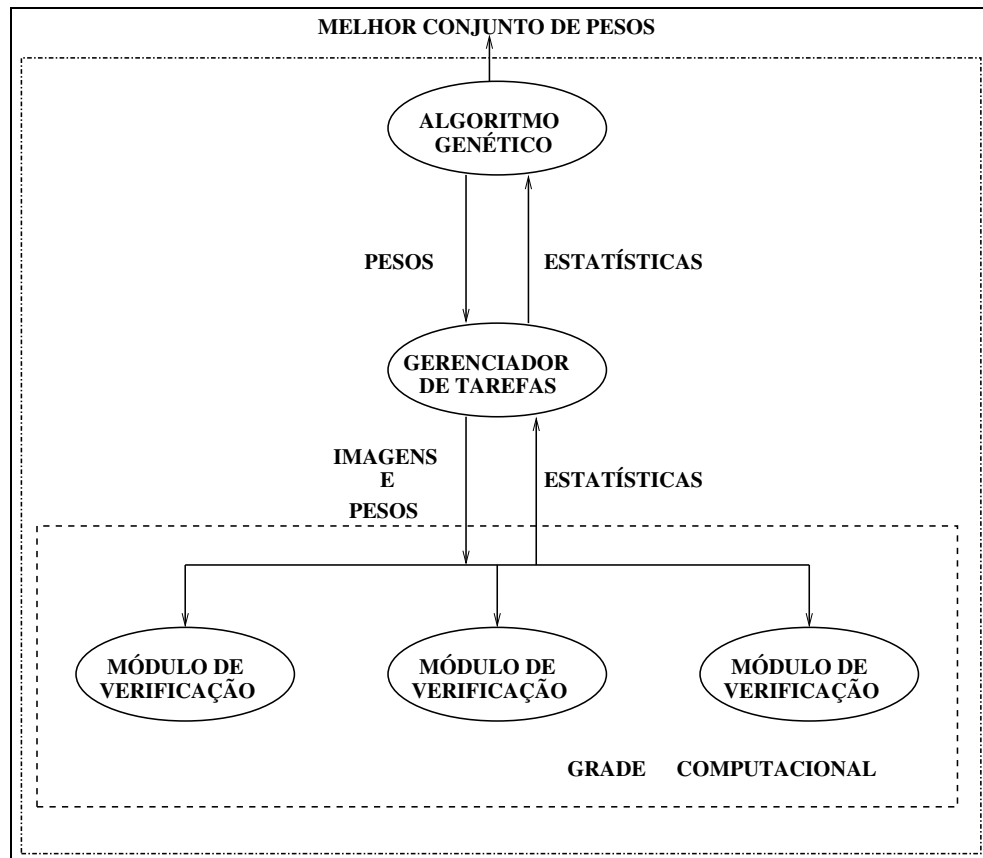 MELHOR CONJUNTO DE PESOS
ALGORITMO
GENÉTICO
PESOS
ESTATÍSTICAS
GERENCIADOR
DE TAREFAS
IMAGENS
E
PESOS
ESTATÍSTICAS
MÓDULO DE
VERIFICAÇÃO
MÓDULO DE
VERIFICAÇÃO
MÓDULO DE
VERIFICAÇÃO
GRADE COMPUTACIONAL